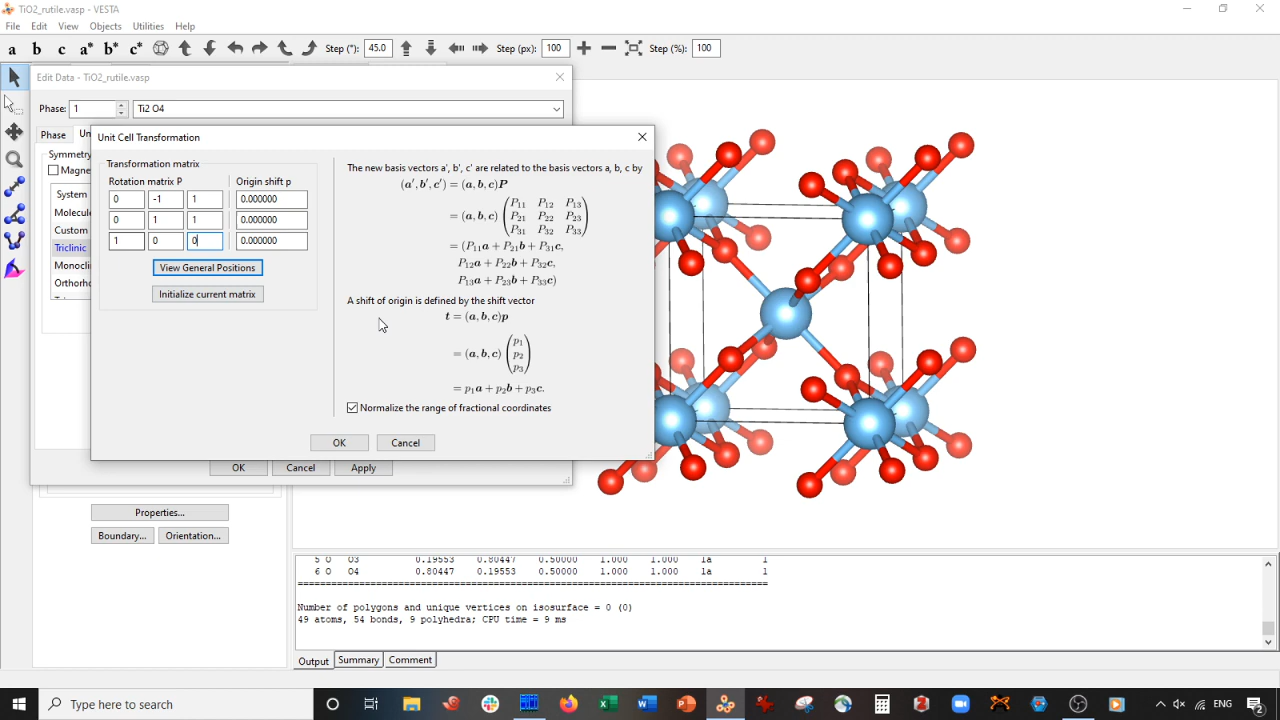 TiO2_rutile.vasp - VESTA
File Edit View Objects Utilities Help
a b c a* b* c* Step (°): 45.0 Step (px): 100 Step (%): 100
Edit Data - TiO2_rutile.vasp
Phase: 1 Ti2 O4
Phase
Unit Cell Transformation
Symmetry
Transformation matrix
The new basis vectors a', b', c' are related to the basis vectors a, b, c by
Rotation matrix P Origin shift p
(a', b', c') = (a, b, c)P
System
0 -1 1 0.000000
= (a, b, c) (P11 P12 P13
P21 P22 P23
P31 P32 P33)
Custom
0 1 1 0.000000
Triclinic
1 0 0 0.000000
= (P11a + P21b + P31c,
P12a + P22b + P32c,
P13a + P23b + P33c)
View General Positions
Initialize current matrix
A shift of origin is defined by the shift vector
t = (a, b, c)p
= (a, b, c) (p1
p2
p3)
= p1a + p2b + p3c.
Normalize the range of fractional coordinates
OK Cancel
OK Cancel Apply
Properties...
Boundary... Orientation...
5 O O3 0.19553 0.80447 0.50000 1.000 1.000 1a 1
6 O O4 0.80447 0.19553 0.50000 1.000 1.000 1a 1
Number of polygons and unique vertices on isosurface = 0 (0)
49 atoms, 54 bonds, 9 polyhedra; CPU time = 9 ms
Output Summary Comment
Type here to search
ENG
2